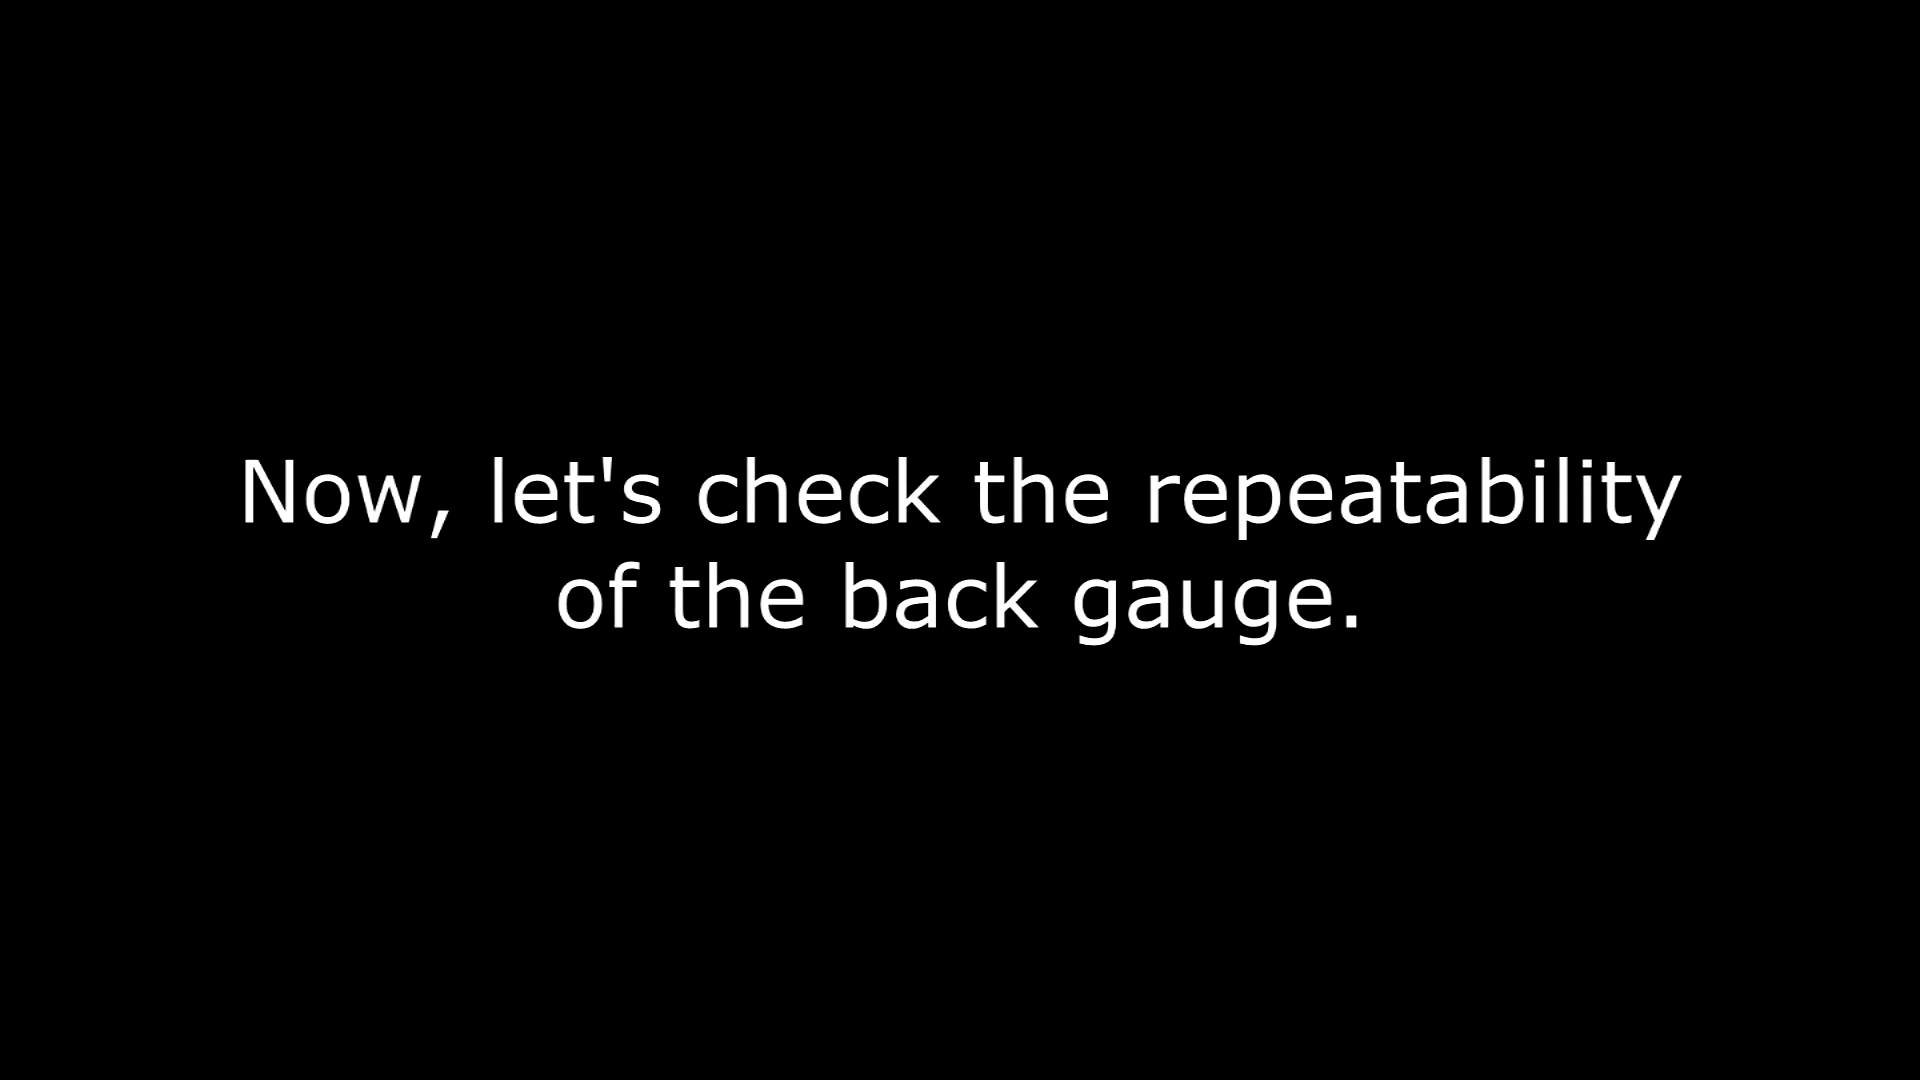 Now, let's check the repeatability
of the back gauge.